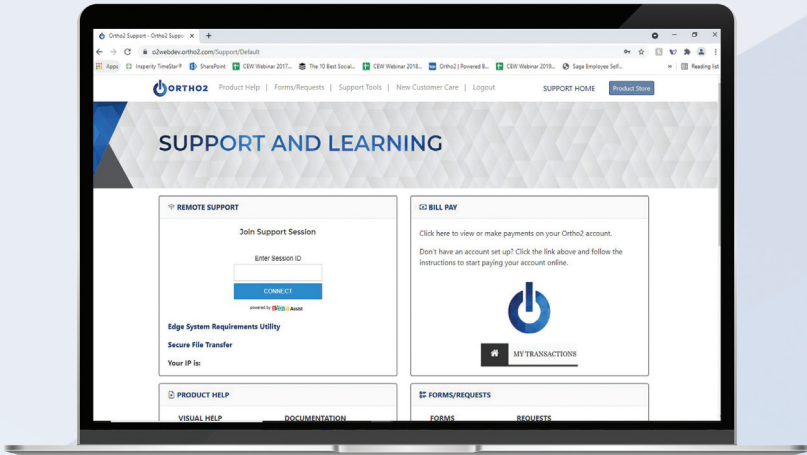 Ortho2 Support - Ortho2 Suppo
o2webdev.ortho2.com/Support/Default
Apps Insperity TimeStar® SharePoint CEW Webinar 2017... The 10 Best Social... CEW Webinar 2018... Ortho2 | Powered B... CEW Webinar 2019... Sage Employee Self... » Reading list
ORTHO2 Product Help | Forms/Requests | Support Tools | New Customer Care | Logout SUPPORT HOME Product Store
SUPPORT AND LEARNING
REMOTE SUPPORT
Join Support Session
Enter Session ID
CONNECT
powered by Assist
Edge System Requirements Utility
Secure File Transfer
Your IP is:
BILL PAY
Click here to view or make payments on your Ortho2 account.
Don't have an account set up? Click the link above and follow the
instructions to start paying your account online.
MY TRANSACTIONS
PRODUCT HELP
VISUAL HELP DOCUMENTATION
FORMS/REQUESTS
FORMS REQUESTS